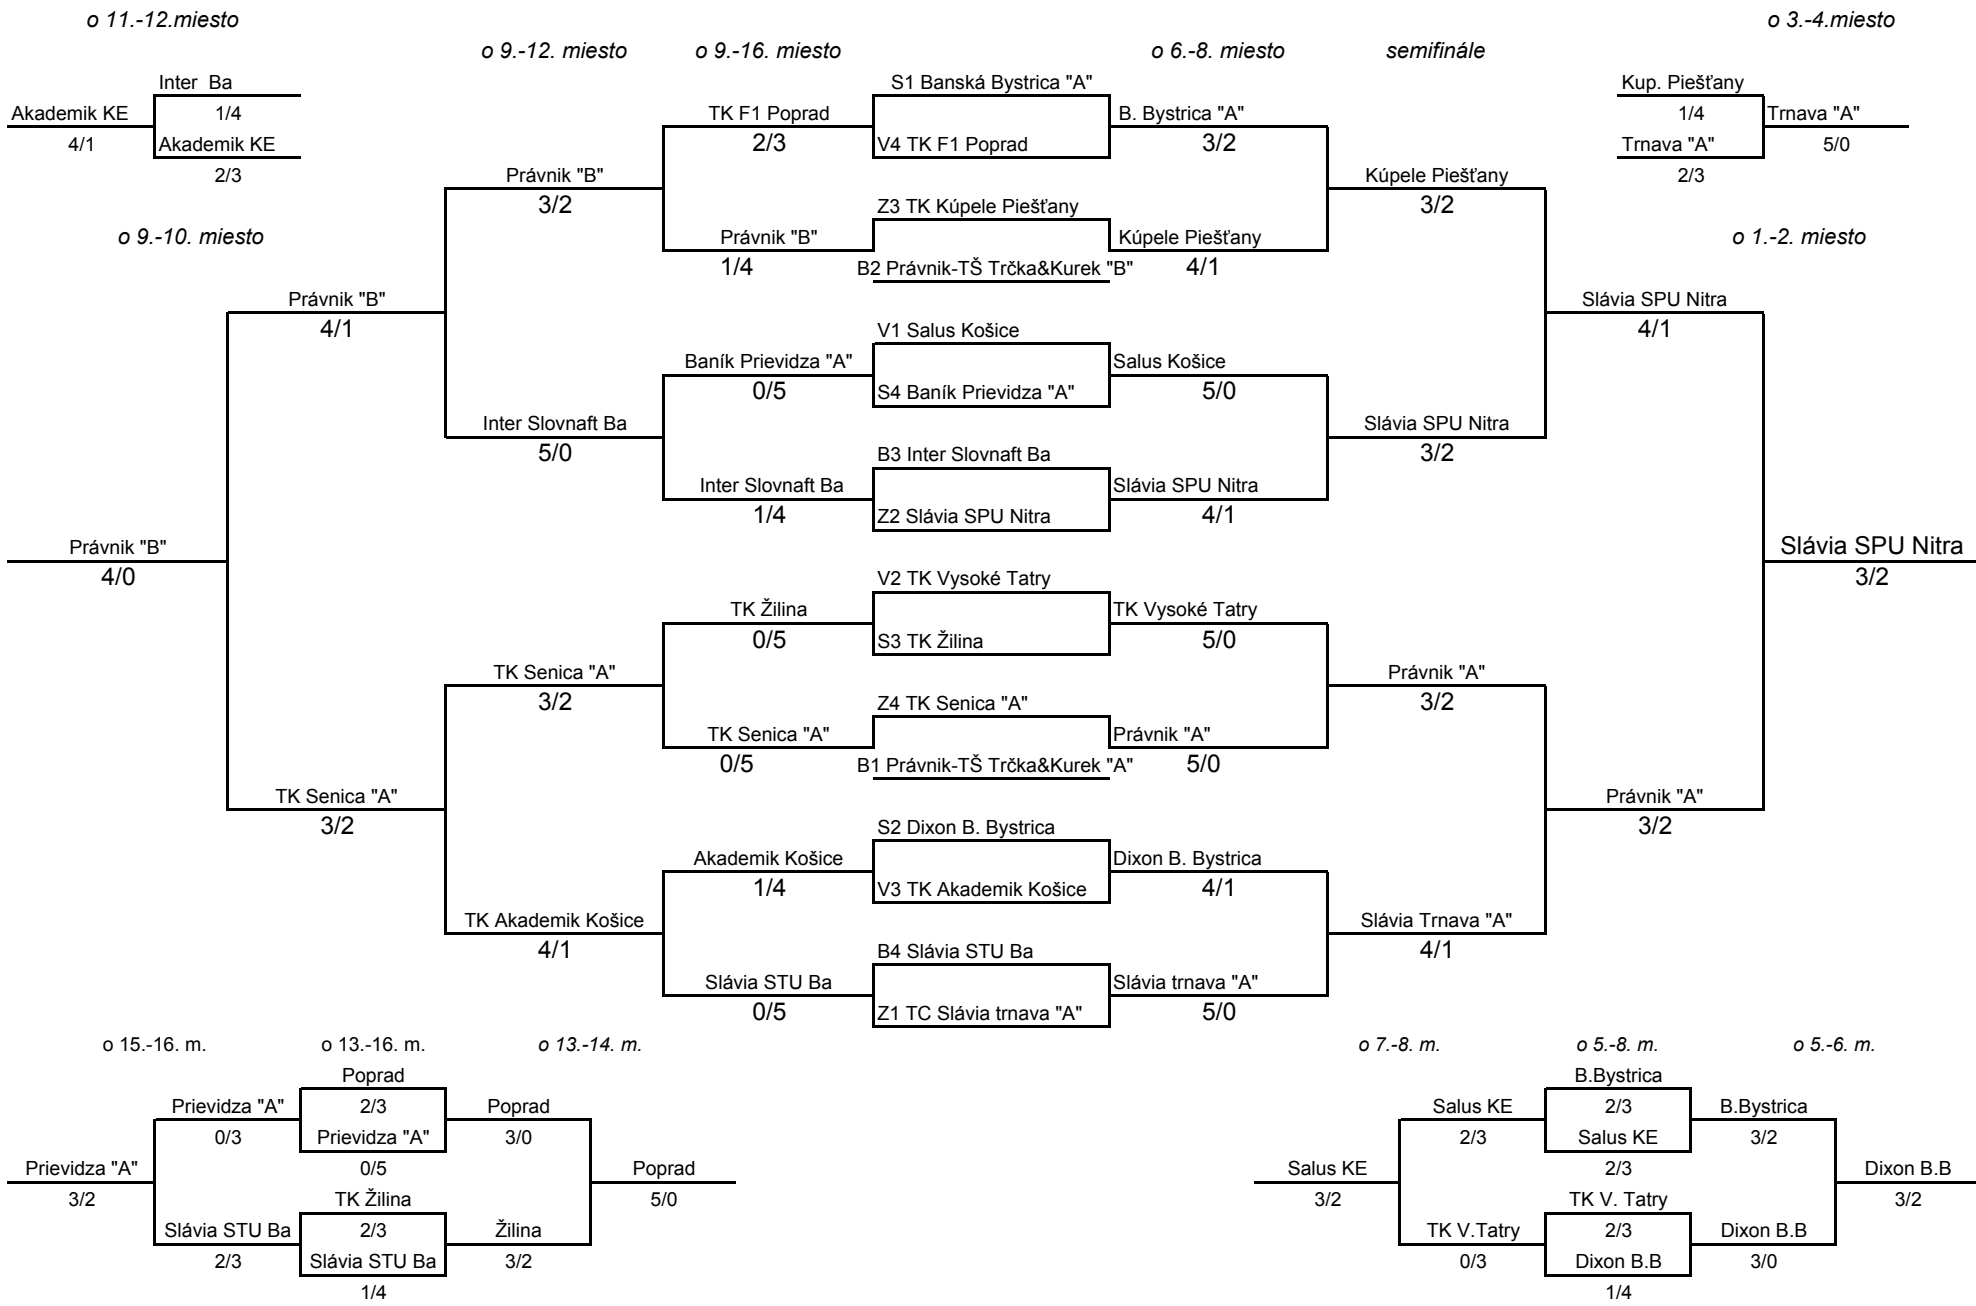 o 11.-12.miesto
o 3.-4.miesto
o 9.-12. miesto
o 9.-16. miesto
o 6.-8. miesto
semifinále
Inter  Ba
S1 Banská Bystrica "A"
Kup. Piešťany
Akademik KE
1/4
TK F1 Poprad
B. Bystrica "A"
1/4
Trnava "A"
4/1
Akademik KE
2/3
V4 TK F1 Poprad
3/2
Trnava "A"
5/0
2/3
Právnik "B"
Kúpele Piešťany
2/3
3/2
Z3 TK Kúpele Piešťany
3/2
o 9.-10. miesto
Právnik "B"
Kúpele Piešťany
o 1.-2. miesto
1/4
B2 Právnik-TŠ Trčka&Kurek "B"
4/1
Právnik "B"
Slávia SPU Nitra
4/1
V1 Salus Košice
4/1
Baník Prievidza "A"
Salus Košice
0/5
S4 Baník Prievidza "A"
5/0
Inter Slovnaft Ba
Slávia SPU Nitra
5/0
B3 Inter Slovnaft Ba
3/2
Inter Slovnaft Ba
Slávia SPU Nitra
1/4
Z2 Slávia SPU Nitra
4/1
Právnik "B"
Slávia SPU Nitra
4/0
V2 TK Vysoké Tatry
3/2
TK Žilina
TK Vysoké Tatry
0/5
S3 TK Žilina
5/0
TK Senica "A"
Právnik "A"
3/2
Z4 TK Senica "A"
3/2
TK Senica "A"
Právnik "A"
0/5
B1 Právnik-TŠ Trčka&Kurek "A"
5/0
TK Senica "A"
Právnik "A"
3/2
S2 Dixon B. Bystrica
3/2
Akademik Košice
Dixon B. Bystrica
1/4
V3 TK Akademik Košice
4/1
TK Akademik Košice
Slávia Trnava "A"
4/1
B4 Slávia STU Ba
4/1
Slávia STU Ba
Slávia trnava "A"
0/5
Z1 TC Slávia trnava "A"
5/0
o 15.-16. m.
o 13.-16. m.
o 13.-14. m.
o 7.-8. m.
o 5.-8. m.
o 5.-6. m.
Poprad
B.Bystrica
Prievidza "A"
2/3
Poprad
Salus KE
2/3
B.Bystrica
0/3
Prievidza "A"
3/0
2/3
Salus KE
3/2
Prievidza "A"
0/5
Poprad
Salus KE
2/3
Dixon B.B
3/2
TK Žilina
5/0
3/2
TK V. Tatry
3/2
Slávia STU Ba
2/3
Žilina
TK V.Tatry
2/3
Dixon B.B
2/3
Slávia STU Ba
3/2
0/3
Dixon B.B
3/0
1/4
1/4